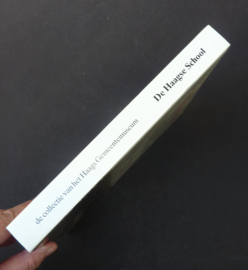 De Haagse School
de collectie van het Haags Gemeentemuseum